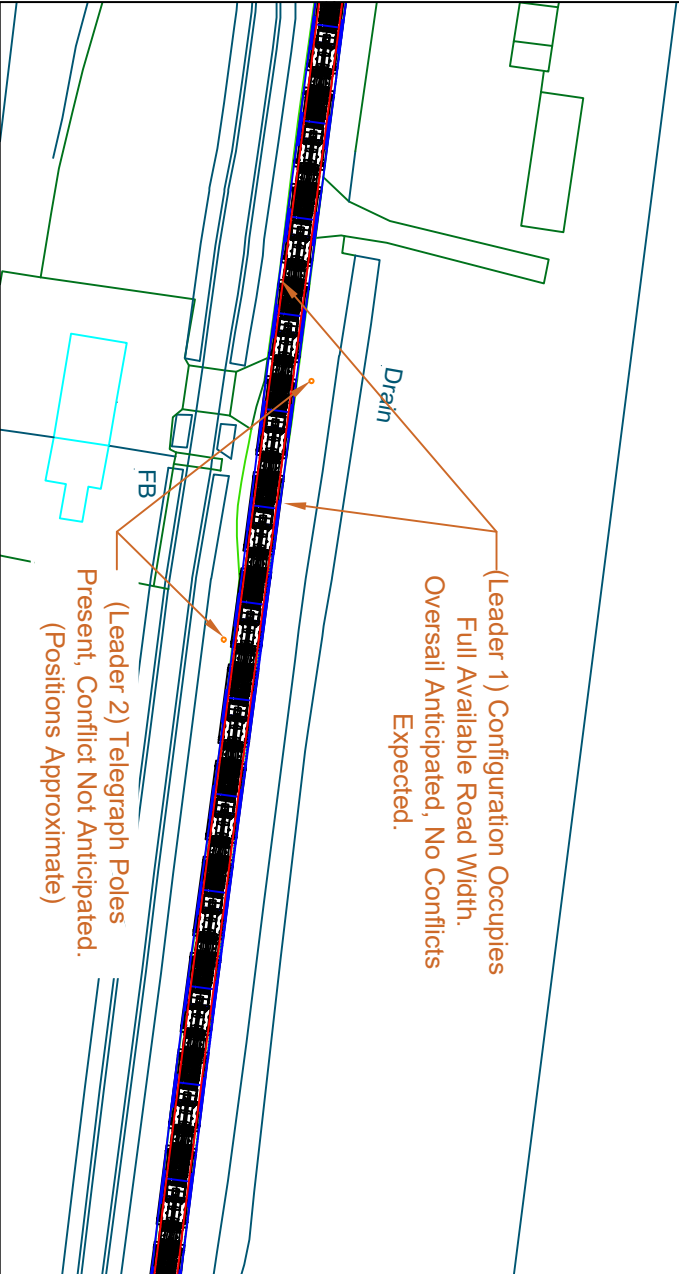 Drain
(Leader 1) Configuration Occupies
Full Available Road Width.
Oversail Anticipated, No Conflicts
Expected.
FB
(Leader 2) Telegraph Poles
Present, Conflict Not Anticipated.
(Positions Approximate)